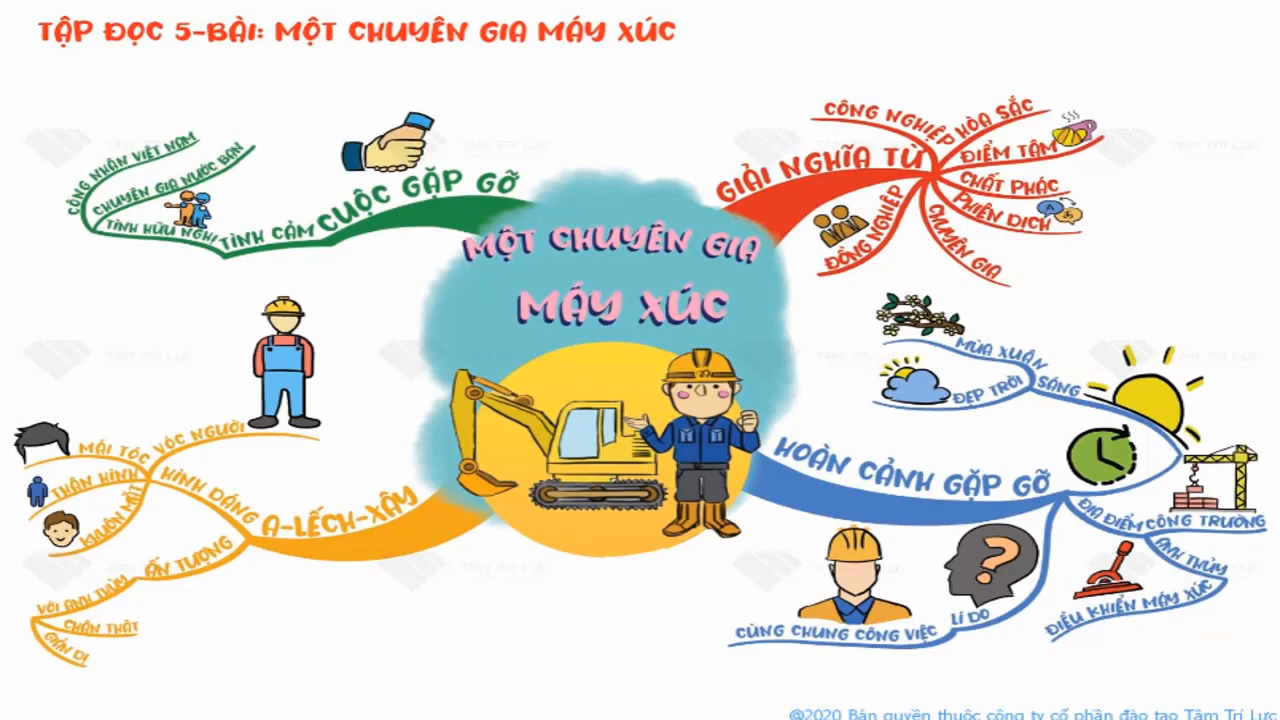 TẬP ĐỌC 5-BÀI: MỘT CHUYÊN GIA MÁY XÚC
MỘT CHUYÊN GIA
MÁY XÚC
GIẢI NGHĨA TỪ
CÔNG NGHIỆP
HÒA SẮC
ĐIỂM TÂM
CHẤT PHÁC
PHIÊN DỊCH
CHUYÊN GIA
ĐỒNG NGHIỆP
HOÀN CẢNH GẶP GỠ
SÁNG
MÙA XUÂN
ĐẸP TRỜI
ĐỊA ĐIỂM
CÔNG TRƯỜNG
ANH THỦY
ĐIỀU KHIỂN MÁY XÚC
LÍ DO
CÙNG CHUNG CÔNG VIỆC
A-LẾCH-XÂY
HÌNH DÁNG
VÓC NGƯỜI
MÁI TÓC
THÂN HÌNH
KHUÔN MẶT
ẤN TƯỢNG
VỚI ANH THỦY
CHÂN THẬT
GIẢN DỊ
CUỘC GẶP GỠ
TÌNH CẢM
TÌNH HỮU NGHỊ
CHUYÊN GIA NƯỚC BẠN
CÔNG NHÂN VIỆT NAM
TÂM TRÍ LỰC
@2020 Bản quyền thuộc công ty cổ phần đào tạo Tâm Trí Lực